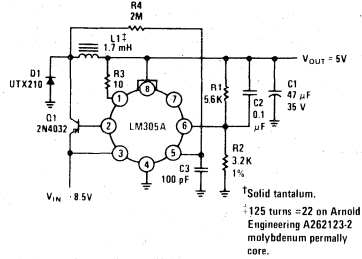 R4
2M
L1‡
1.7 mH
V_OUT = 5V
D1
UTX210
R3
10
R1
5.6K
C1
47 µF
35 V
C2
0.1
µF
Q1
2N4032
1
8
7
2
LM305A
6
3
4
5
R2
3.2K
1%
C3
100 pF
V_IN · 8.5V
†Solid tantalum.
‡125 turns =22 on Arnold
Engineering A262123-2
molybdenum permally
core.